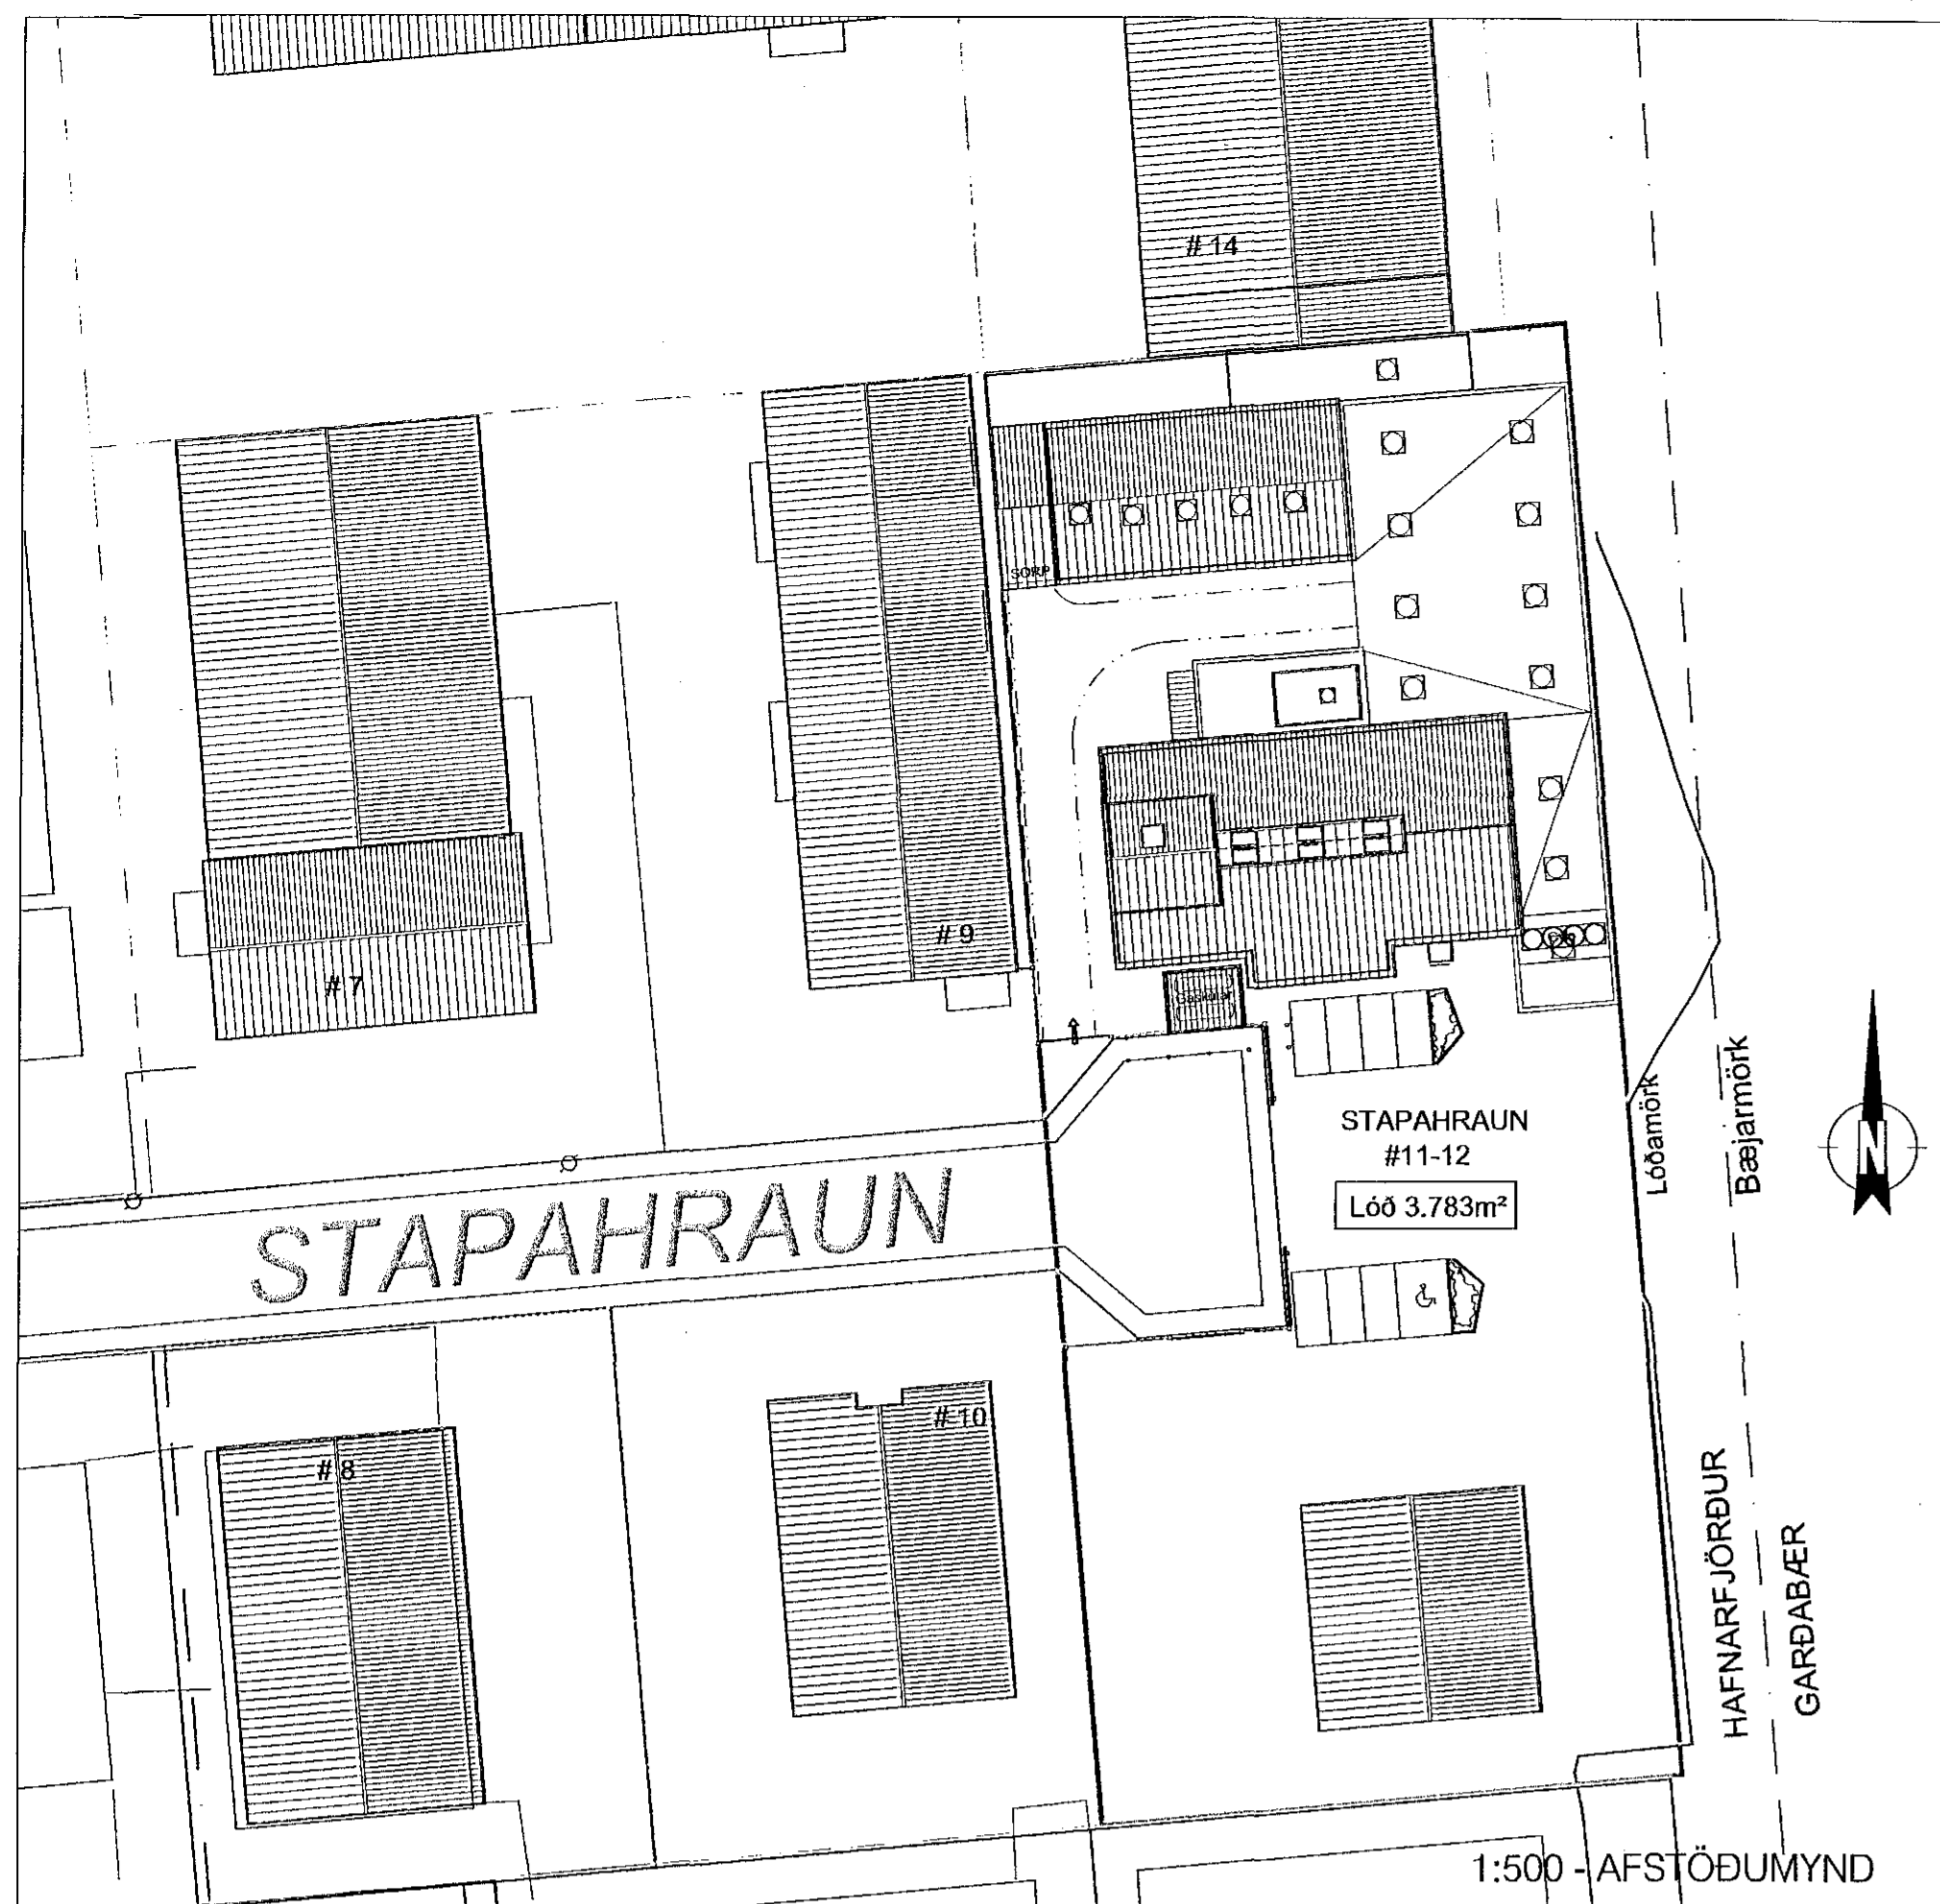 # 14
SORP
# 9
# 7
Gaskútar
STAPAHRAUN
#11-12
Lóð 3.783m²
Lóðamörk
Bæjarmörk
N
STAPAHRAUN
# 10
# 8
HAFNARFJÖRÐUR
GARÐABÆR
1:500 - AFSTÖÐUMYND